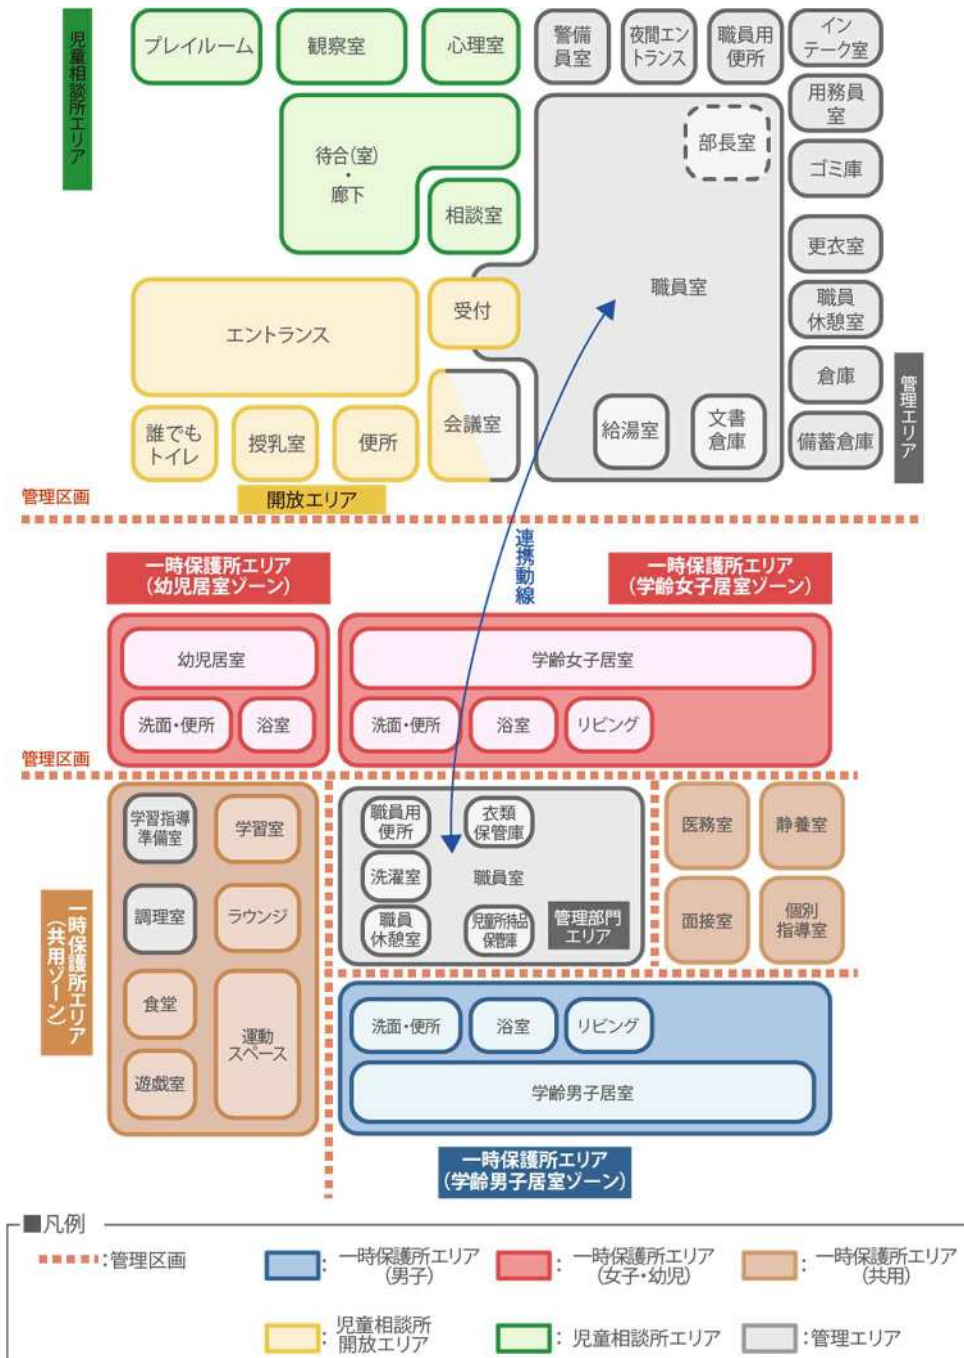 児童相談所エリア
プレイルーム
観察室
心理室
警備
員室
夜間エン
トランス
職員用
便所
イン
テーク室
用務員
室
部長室
待合(室)
・
廊下
ゴミ庫
相談室
更衣室
職員室
職員
休憩室
受付
エントランス
倉庫
管理エリア
会議室
給湯室
文書
倉庫
備蓄倉庫
誰でも
トイレ
授乳室
便所
管理区画
開放エリア
連携動線
一時保護所エリア
(幼児居室ゾーン)
一時保護所エリア
(学齢女子居室ゾーン)
幼児居室
学齢女子居室
洗面・便所
浴室
洗面・便所
浴室
リビング
管理区画
学習指導
準備室
学習室
職員用
便所
衣類
保管庫
医務室
静養室
洗濯室
職員室
調理室
ラウンジ
職員
休憩室
児童所持品
保管庫
管理部門
エリア
面接室
個別
指導室
一時保護所エリア
(共用ゾーン)
食堂
運動
スペース
遊戯室
洗面・便所
浴室
リビング
学齢男子居室
一時保護所エリア
(学齢男子居室ゾーン)
■凡例
:管理区画
:一時保護所エリア
(男子)
:一時保護所エリア
(女子・幼児)
:一時保護所エリア
(共用)
:児童相談所
開放エリア
:児童相談所エリア
:管理エリア